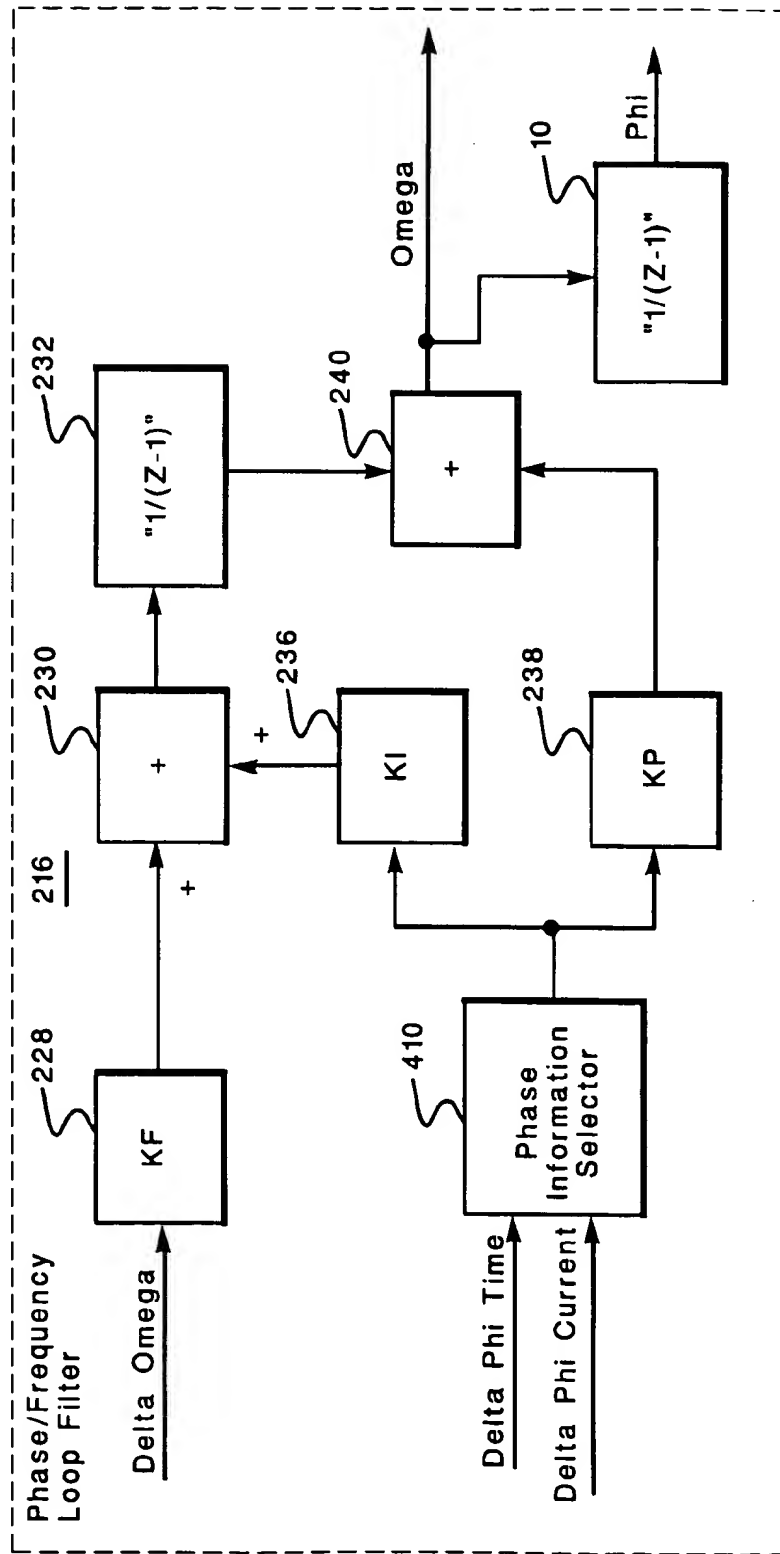 Phase/Frequency
Loop Filter
216
Delta Omega
KF
228
+
+
230
"1/(Z-1)"
232
+
KI
236
Delta Phi Time
Delta Phi Current
Phase
Information
Selector
410
KP
238
+
240
Omega
"1/(Z-1)"
10
Phi